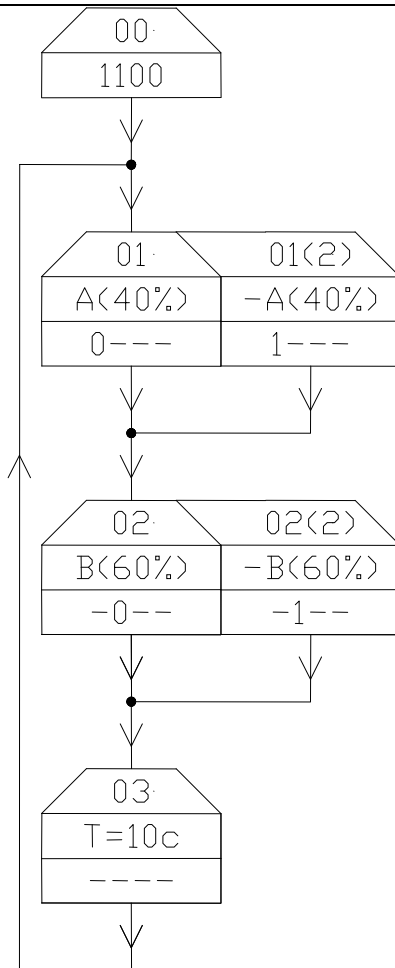 00
1100
01 01(2)
A(40%) -A(40%)
0--- 1---
02 02(2)
B(60%) -B(60%)
-0-- -1--
03
T=10c
----